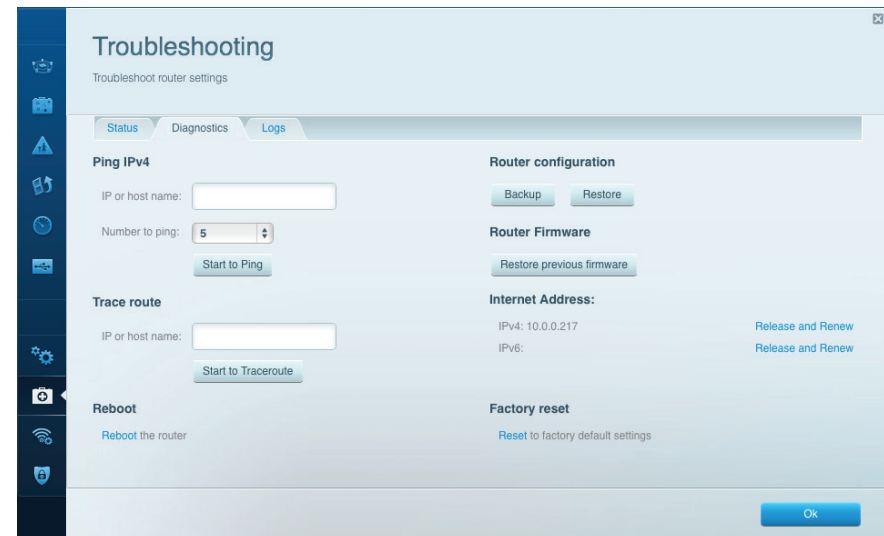 Troubleshooting
Troubleshoot router settings
Status
Diagnostics
Logs
Ping IPv4
IP or host name:
Number to ping:
5
Start to Ping
Trace route
IP or host name:
Start to Traceroute
Reboot
Reboot the router
Router configuration
Backup
Restore
Router Firmware
Restore previous firmware
Internet Address:
IPv4: 10.0.0.217
Release and Renew
IPv6:
Release and Renew
Factory reset
Reset to factory default settings
Ok